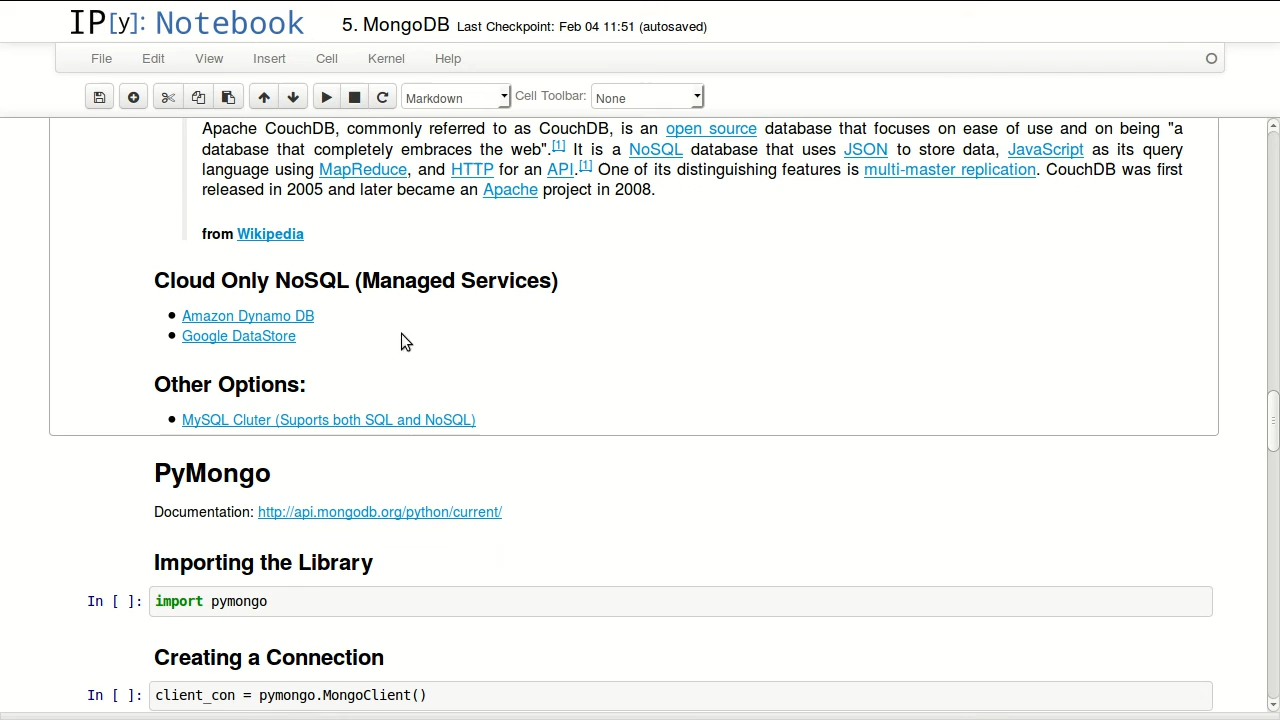 IP[y]: Notebook 5. MongoDB Last Checkpoint: Feb 04 11:51 (autosaved)
File Edit View Insert Cell Kernel Help
Markdown Cell Toolbar: None
Apache CouchDB, commonly referred to as CouchDB, is an open source database that focuses on ease of use and on being "a
database that completely embraces the web".[1] It is a NoSQL database that uses JSON to store data, JavaScript as its query
language using MapReduce, and HTTP for an API.[1] One of its distinguishing features is multi-master replication. CouchDB was first
released in 2005 and later became an Apache project in 2008.
from Wikipedia
Cloud Only NoSQL (Managed Services)
● Amazon Dynamo DB
● Google DataStore
Other Options:
● MySQL Cluter (Suports both SQL and NoSQL)
PyMongo
Documentation: http://api.mongodb.org/python/current/
Importing the Library
In [ ]: import pymongo
Creating a Connection
In [ ]: client_con = pymongo.MongoClient()